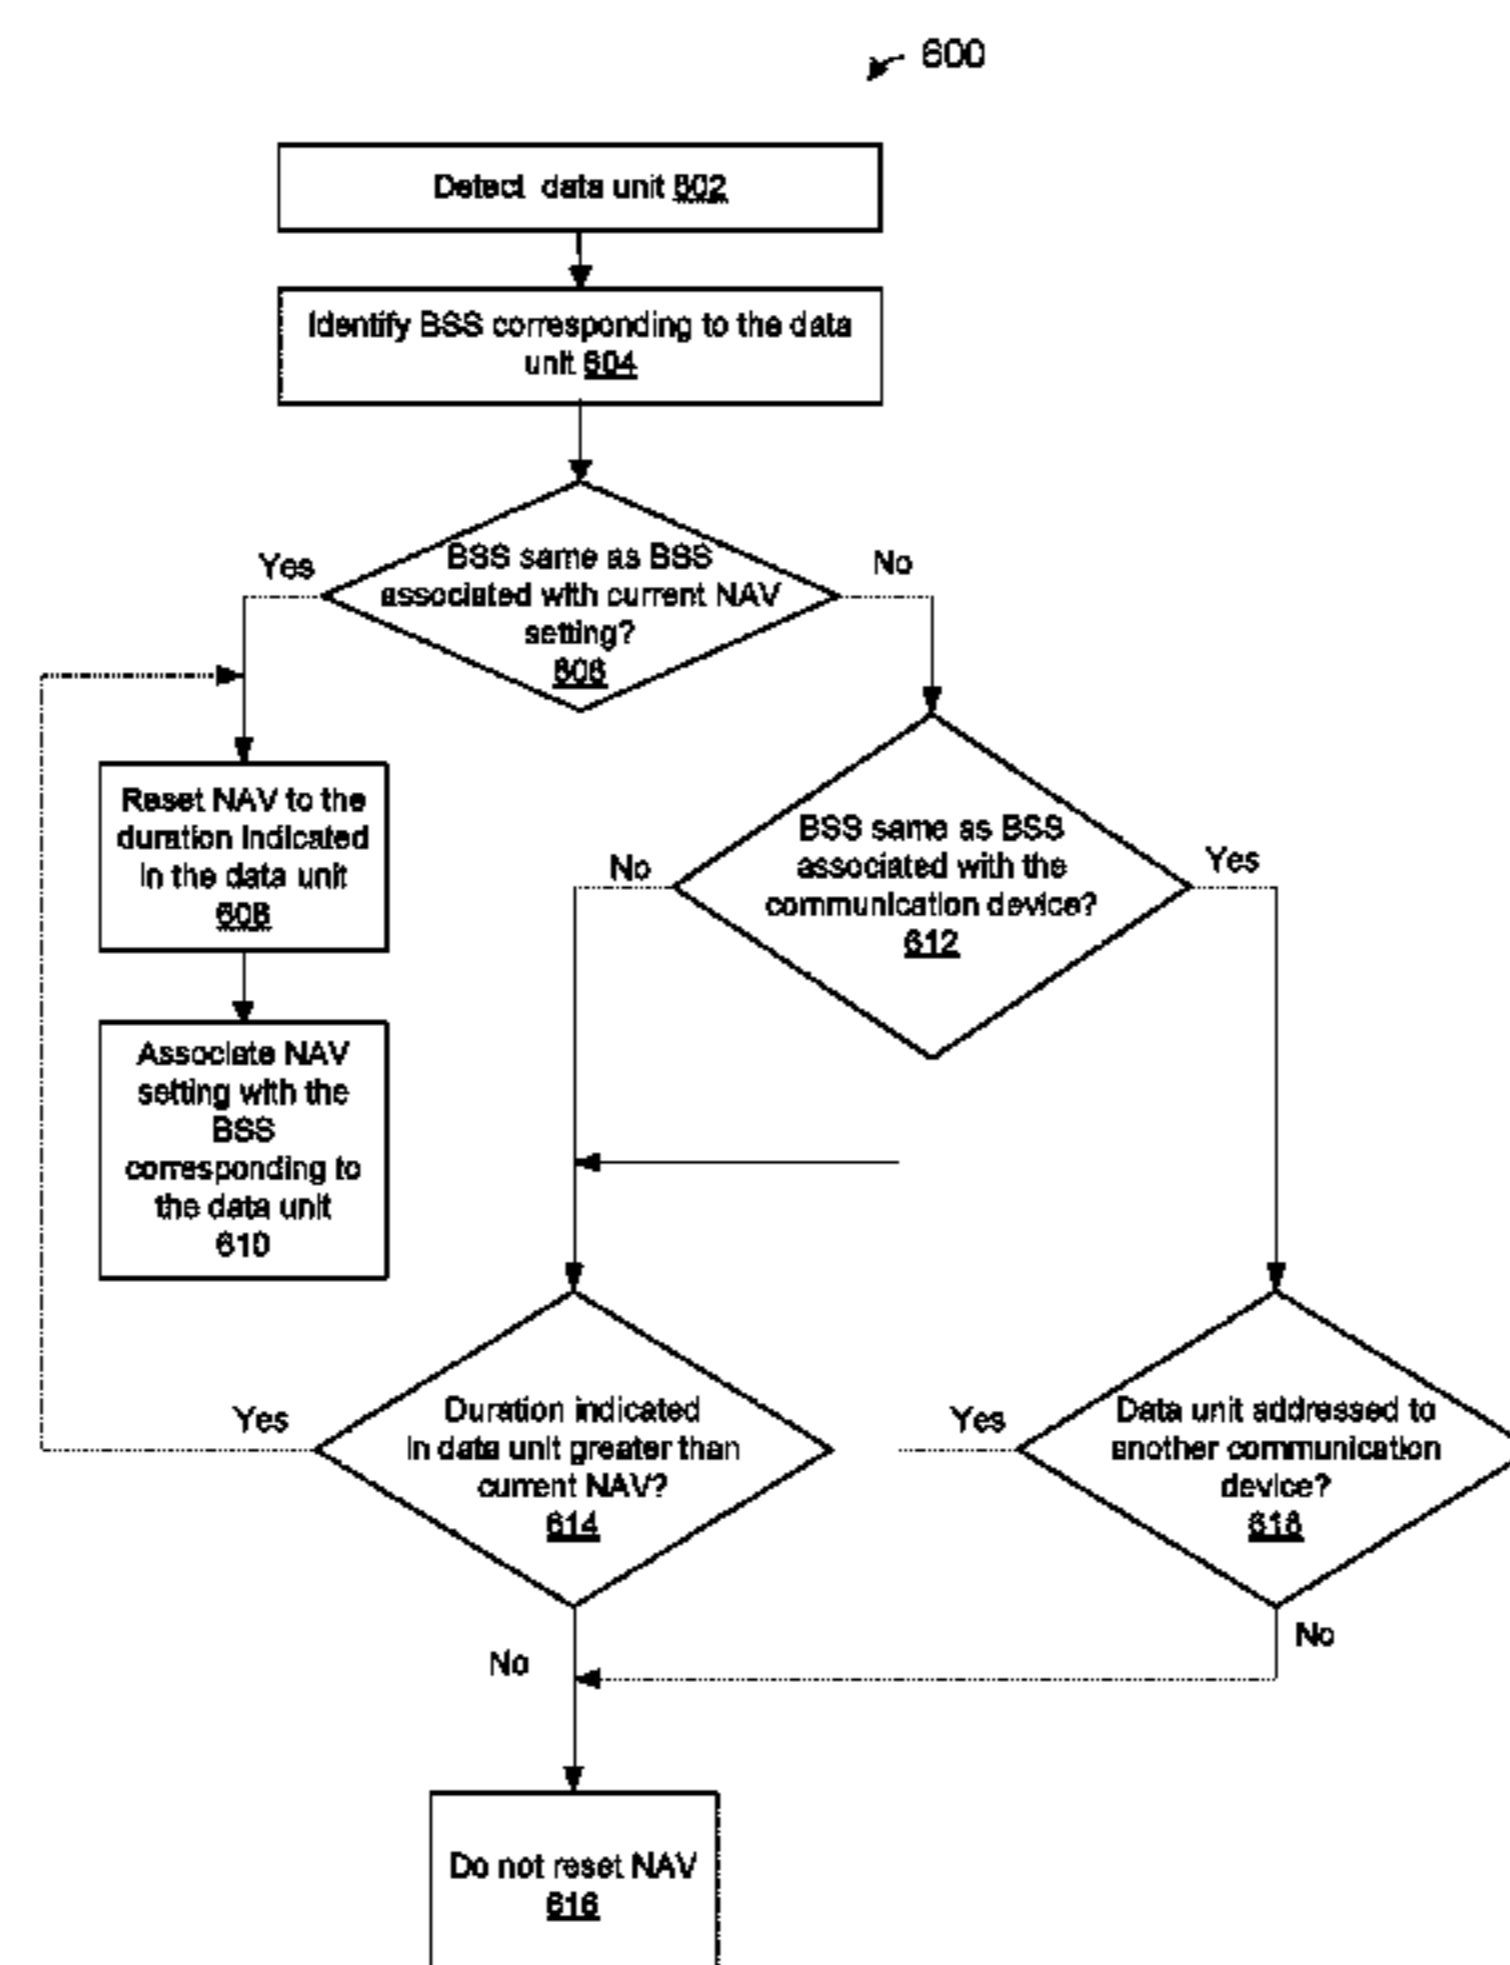 600
Detect data unit 602
Identify BSS corresponding to the data
unit 604
Yes
No
BSS same as BSS
associated with current NAV
setting?
606
Reset NAV to the
duration indicated
in the data unit
608
BSS same as BSS
associated with the
communication device?
612
No
Yes
Associate NAV
setting with the
BSS
corresponding to
the data unit
610
Yes
Duration indicated
in data unit greater than
current NAV?
614
Yes
Data unit addressed to
another communication
device?
618
No
No
Do not reset NAV
616